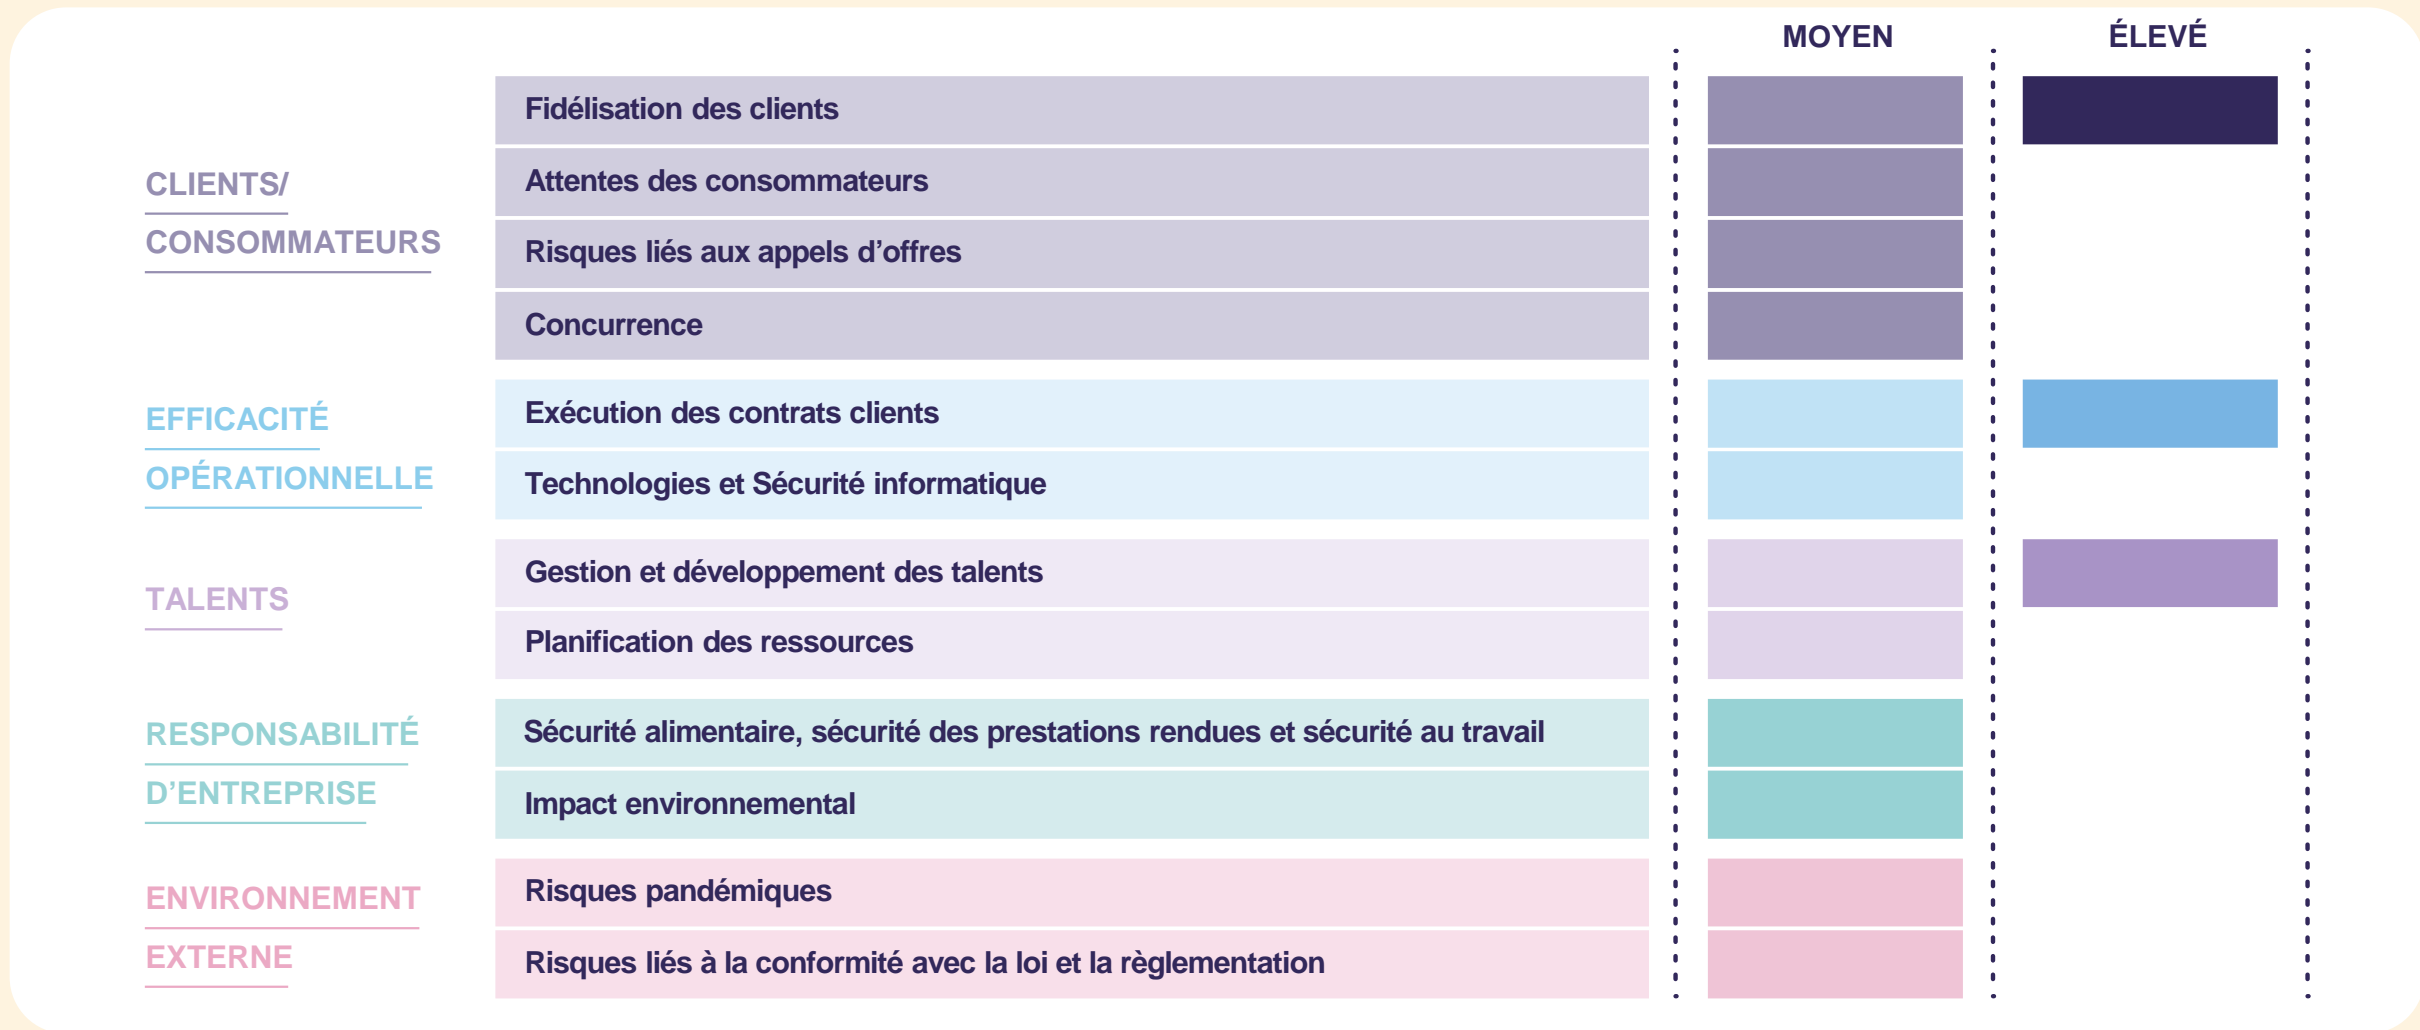 MOYEN
ÉLEVÉ
CLIENTS/
CONSOMMATEURS
Fidélisation des clients
Attentes des consommateurs
Risques liés aux appels d’offres
Concurrence
EFFICACITÉ
OPÉRATIONNELLE
Exécution des contrats clients
Technologies et Sécurité informatique
TALENTS
Gestion et développement des talents
Planification des ressources
RESPONSABILITÉ
D’ENTREPRISE
Sécurité alimentaire, sécurité des prestations rendues et sécurité au travail
Impact environnemental
ENVIRONNEMENT
EXTERNE
Risques pandémiques
Risques liés à la conformité avec la loi et la règlementation